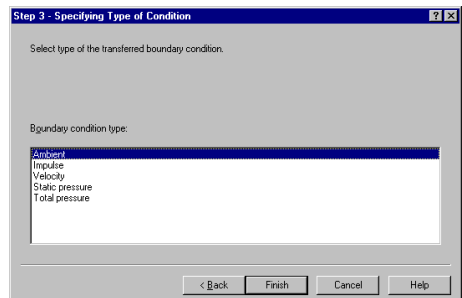 Step 3 - Specifying Type of Condition
Select type of the transferred boundary condition.
Boundary condition type:
Ambient
Impulse
Velocity
Static pressure
Total pressure
< Back
Finish
Cancel
Help